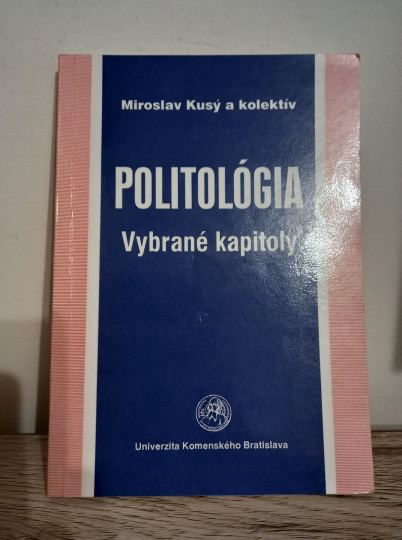 Miroslav Kusý a kolektív
POLITOLÓGIA
Vybrané kapitoly
Univerzita Komenského Bratislava